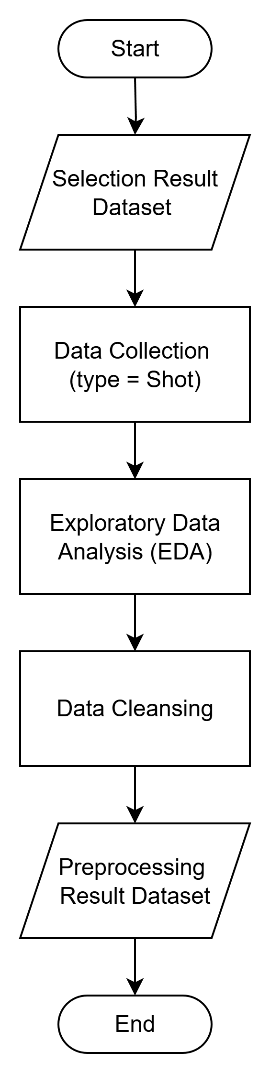 Start
Selection Result
Dataset
Data Collection
(type = Shot)
Exploratory Data
Analysis (EDA)
Data Cleansing
Preprocessing
Result Dataset
End